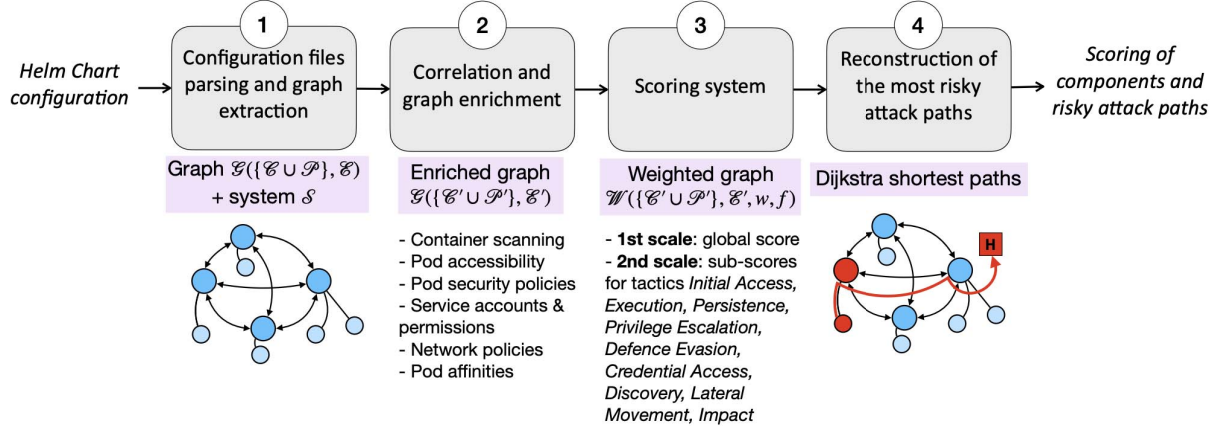 Helm Chart
configuration
1
Configuration files
parsing and graph
extraction
Graph 𝒢({𝒞 ∪ 𝒫}, ℰ)
+ system 𝒮
2
Correlation and
graph enrichment
Enriched graph
𝒢({𝒞′ ∪ 𝒫′}, ℰ′)
- Container scanning
- Pod accessibility
- Pod security policies
- Service accounts &
permissions
- Network policies
- Pod affinities
3
Scoring system
Weighted graph
𝒲({𝒞′ ∪ 𝒫′}, ℰ′, w, f)
- 1st scale: global score
- 2nd scale: sub-scores
for tactics Initial Access,
Execution, Persistence,
Privilege Escalation,
Defence Evasion,
Credential Access,
Discovery, Lateral
Movement, Impact
4
Reconstruction of
the most risky
attack paths
Dijkstra shortest paths
H
Scoring of
components and
risky attack paths